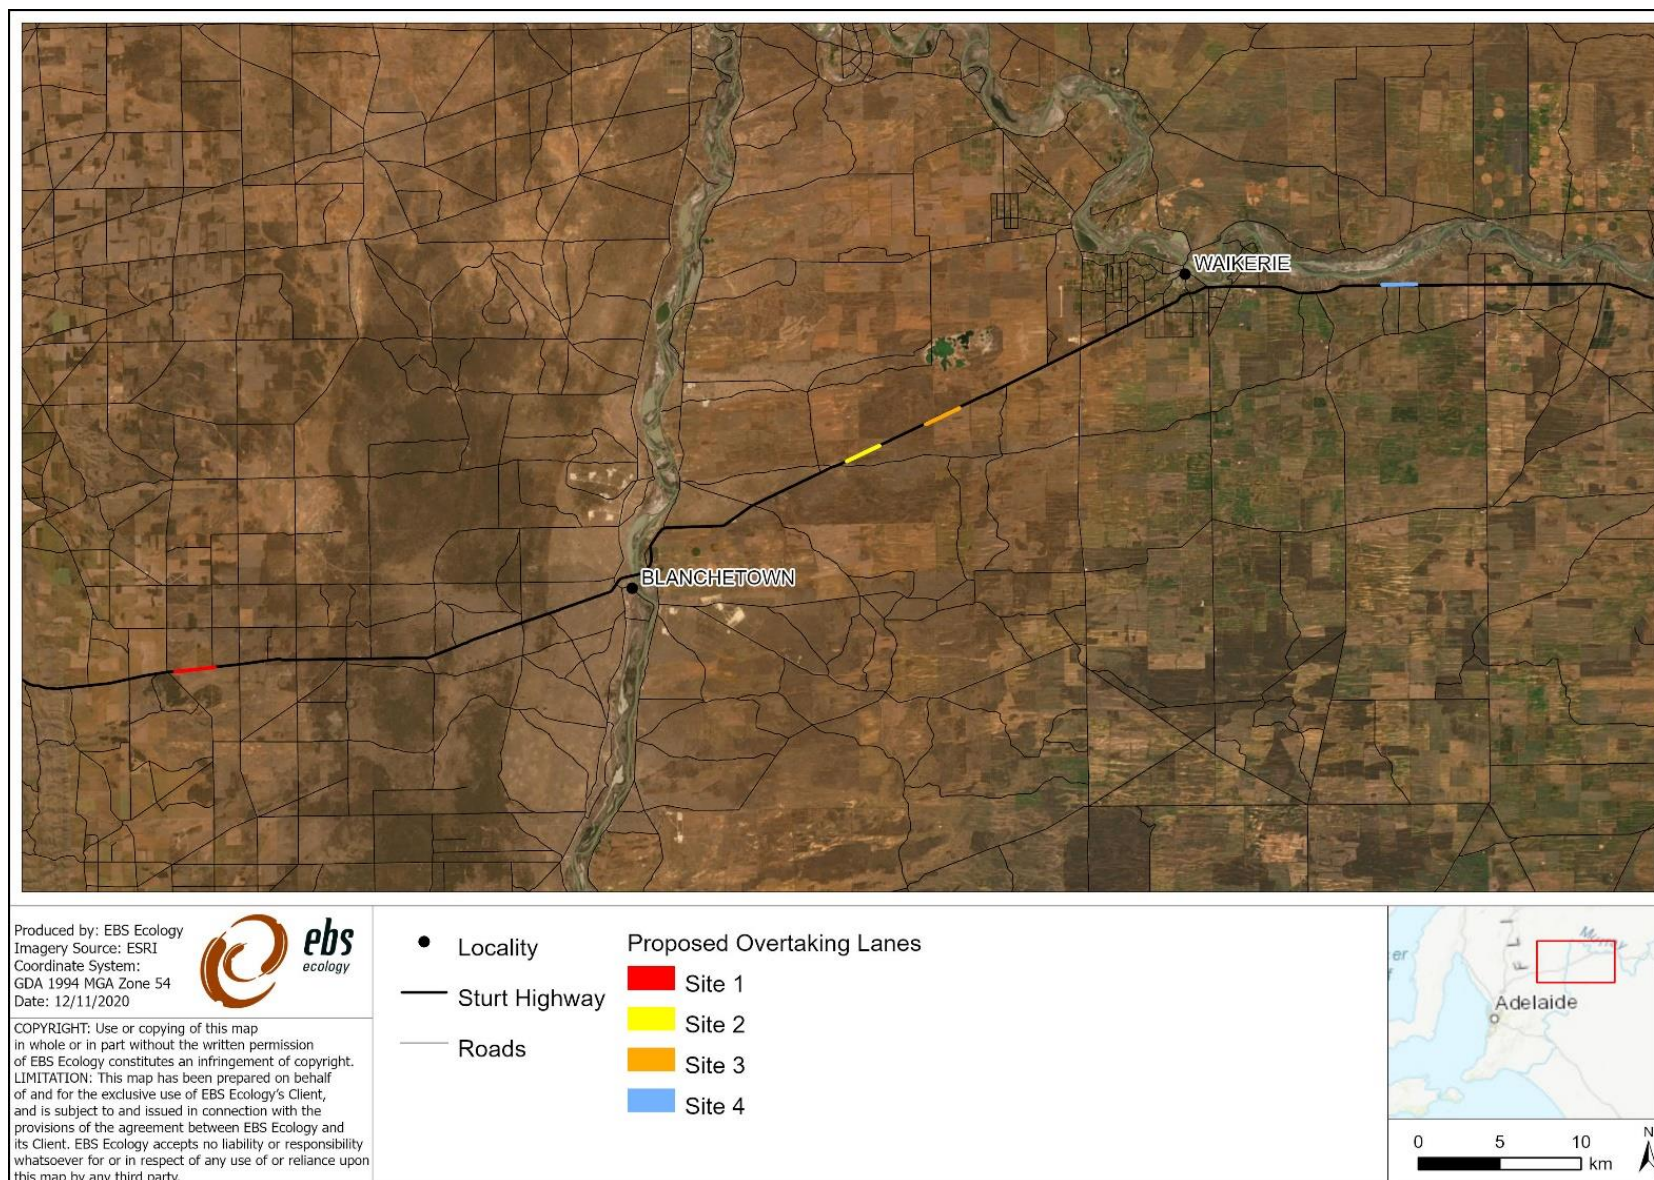 WAIKERIE
BLANCHETOWN
Produced by: EBS Ecology
Imagery Source: ESRI
Coordinate System:
GDA 1994 MGA Zone 54
Date: 12/11/2020
ebs
ecology
COPYRIGHT: Use or copying of this map
in whole or in part without the written permission
of EBS Ecology constitutes an infringement of copyright.
LIMITATION: This map has been prepared on behalf
of and for the exclusive use of EBS Ecology's Client,
and is subject to and issued in connection with the
provisions of the agreement between EBS Ecology and
its Client. EBS Ecology accepts no liability or responsibility
whatsoever for or in respect of any use of or reliance upon
this map by any third party.
Locality
Sturt Highway
Roads
Proposed Overtaking Lanes
Site 1
Site 2
Site 3
Site 4
Murray
Adelaide
0 5 10
km
N